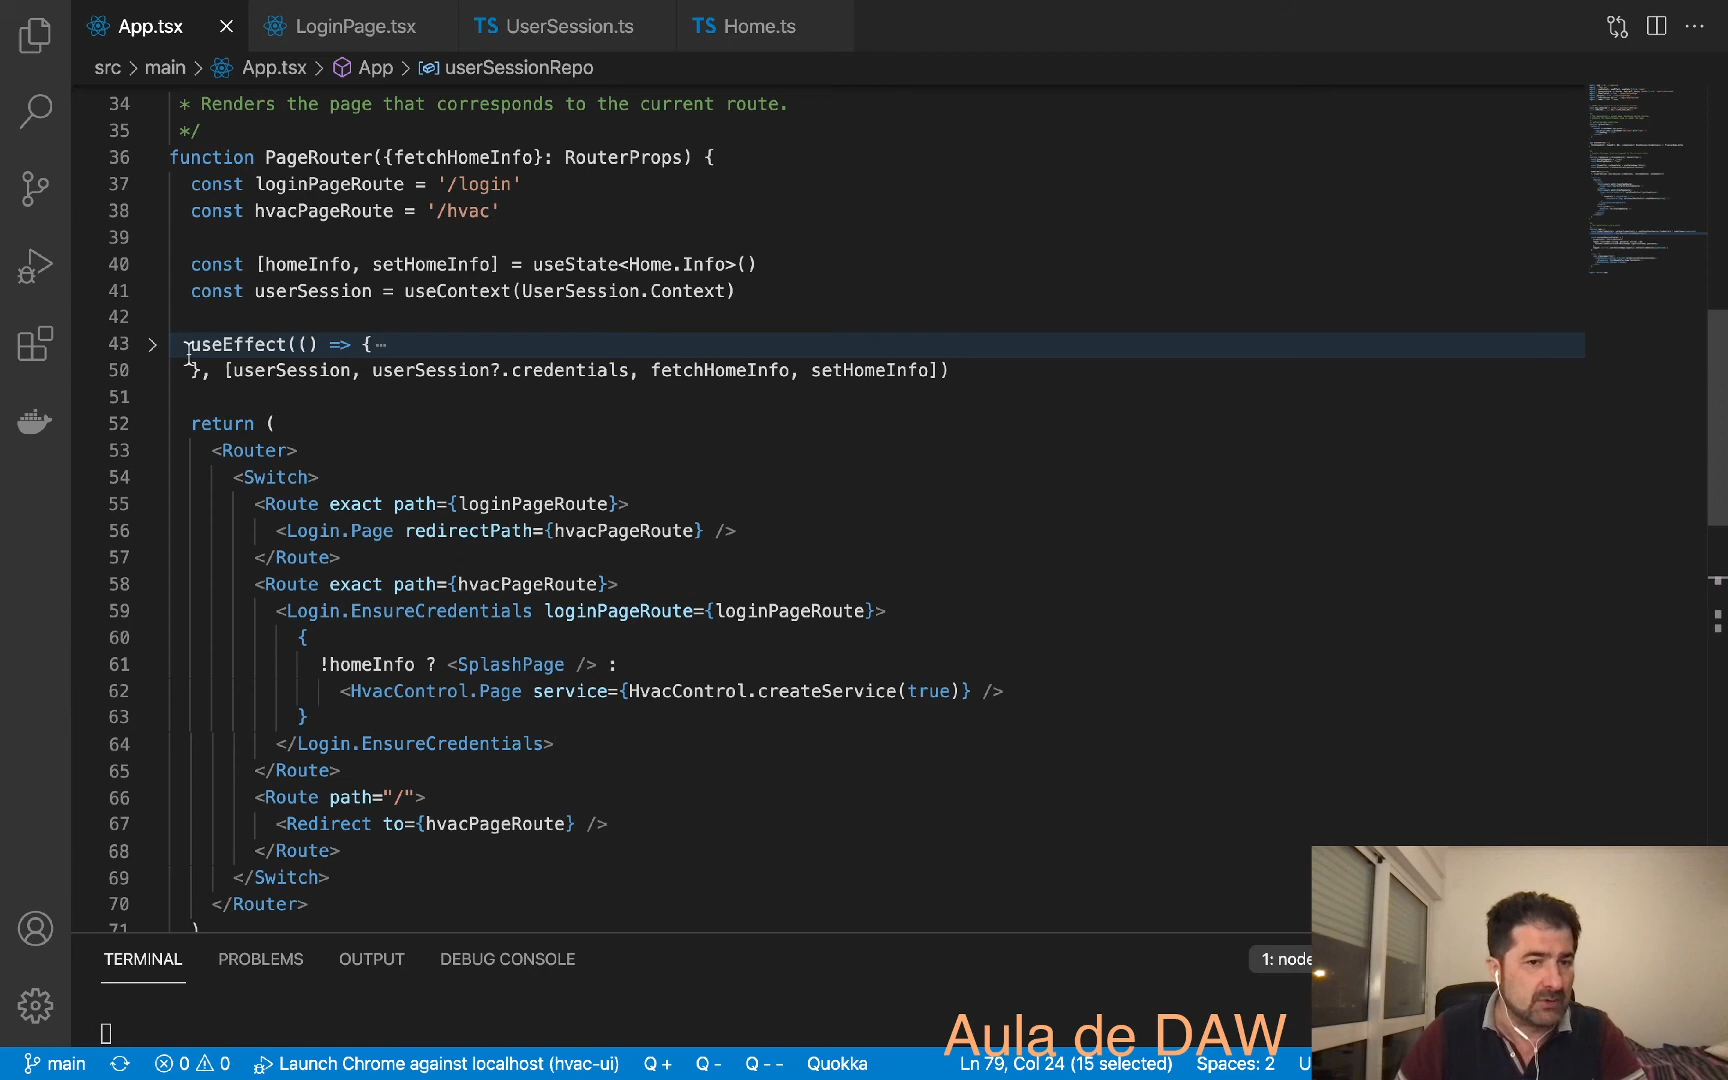 App.tsx
LoginPage.tsx
TS UserSession.ts
TS Home.ts
src > main > App.tsx > App > userSessionRepo
34 * Renders the page that corresponds to the current route.
35 */
36 function PageRouter({fetchHomeInfo}: RouterProps) {
37 const loginPageRoute = '/login'
38 const hvacPageRoute = '/hvac'
39
40 const [homeInfo, setHomeInfo] = useState<Home.Info>()
41 const userSession = useContext(UserSession.Context)
42
43 useEffect(() => {
50 }, [userSession, userSession?.credentials, fetchHomeInfo, setHomeInfo])
51
52 return (
53 <Router>
54 <Switch>
55 <Route exact path={loginPageRoute}>
56 <Login.Page redirectPath={hvacPageRoute} />
57 </Route>
58 <Route exact path={hvacPageRoute}>
59 <Login.EnsureCredentials loginPageRoute={loginPageRoute}>
60 {
61 !homeInfo ? <SplashPage /> :
62 <HvacControl.Page service={HvacControl.createService(true)} />
63 }
64 </Login.EnsureCredentials>
65 </Route>
66 <Route path="/">
67 <Redirect to={hvacPageRoute} />
68 </Route>
69 </Switch>
70 </Router>
71 )
TERMINAL PROBLEMS OUTPUT DEBUG CONSOLE 1: node
Aula de DAW
main 0 0 Launch Chrome against localhost (hvac-ui) Q + Q - Q - - Quokka Ln 79, Col 24 (15 selected) Spaces: 2